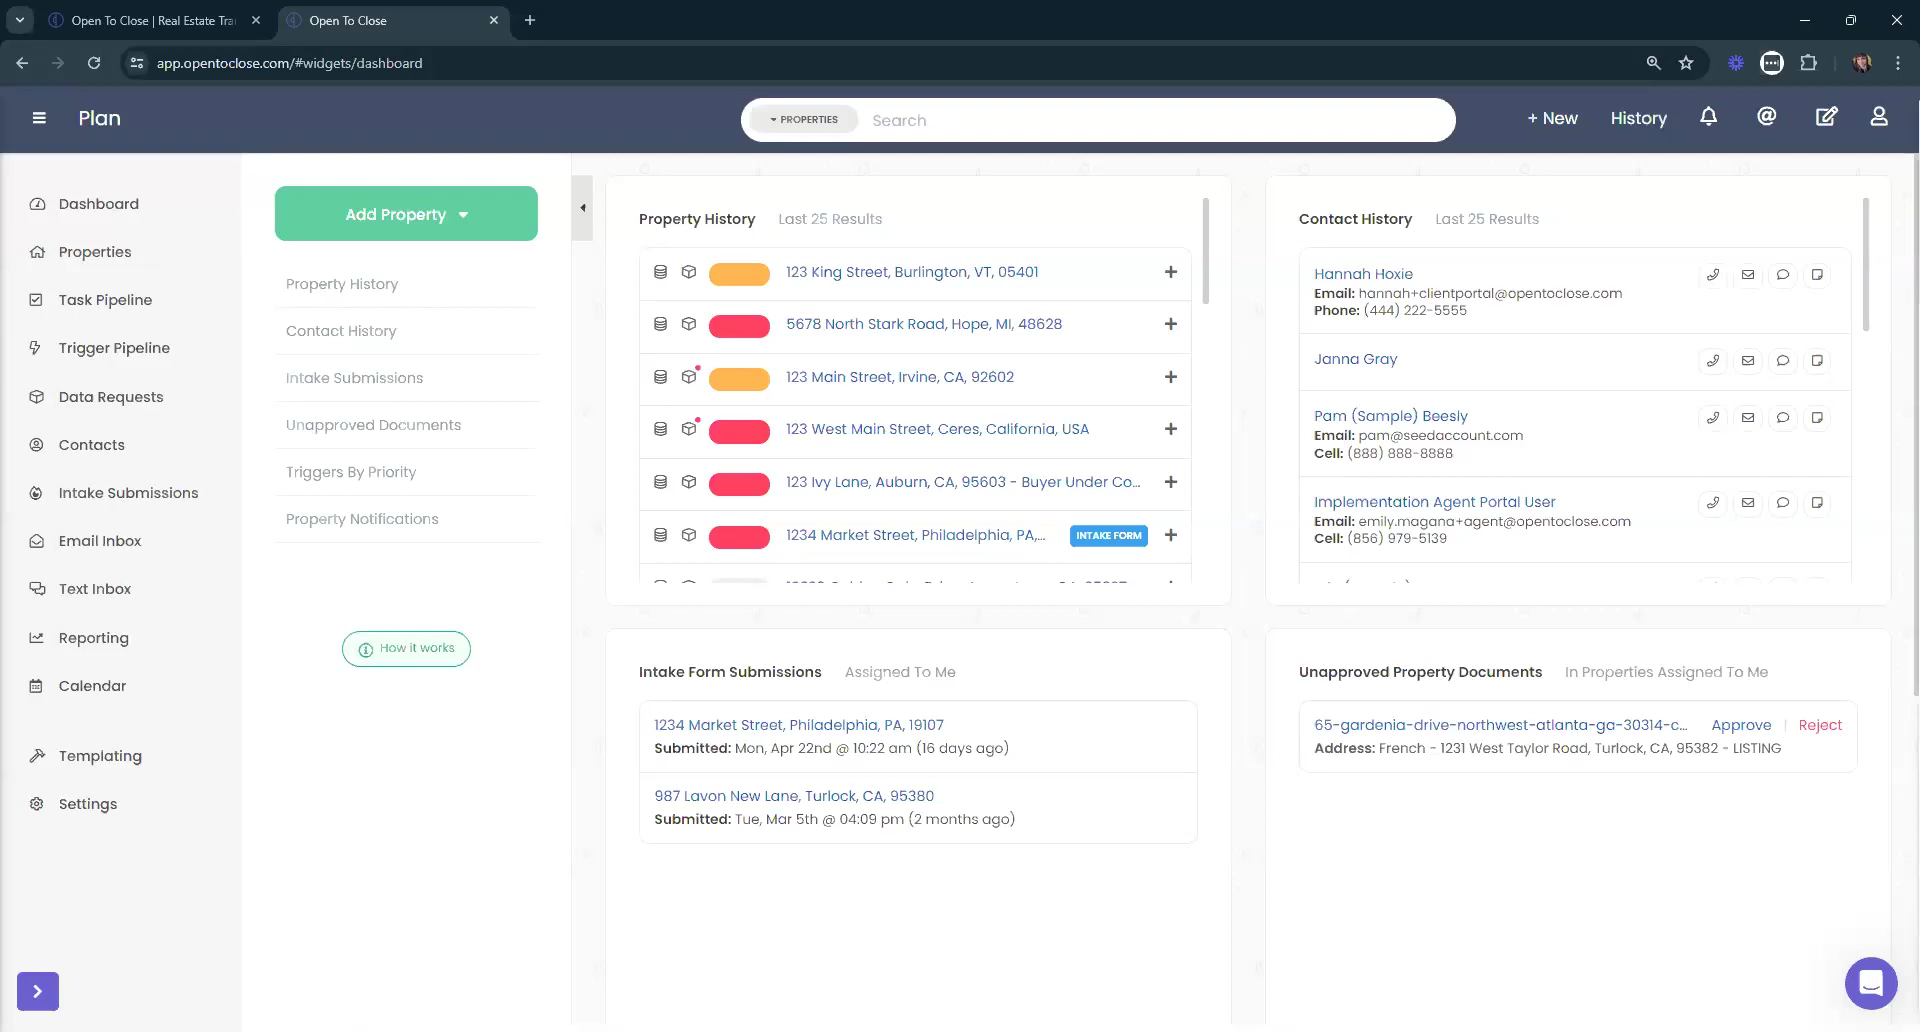 Open To Close | Real Estate Tra
Open To Close
app.opentoclose.com/#widgets/dashboard
Plan
PROPERTIES
Search
+ New
History
Dashboard
Properties
Task Pipeline
Trigger Pipeline
Data Requests
Contacts
Intake Submissions
Email Inbox
Text Inbox
Reporting
Calendar
Templating
Settings
Add Property
Property History
Contact History
Intake Submissions
Unapproved Documents
Triggers By Priority
Property Notifications
How it works
Property History Last 25 Results
123 King Street, Burlington, VT, 05401
5678 North Stark Road, Hope, MI, 48628
123 Main Street, Irvine, CA, 92602
123 West Main Street, Ceres, California, USA
123 Ivy Lane, Auburn, CA, 95603 - Buyer Under Co...
1234 Market Street, Philadelphia, PA,... INTAKE FORM
Contact History Last 25 Results
Hannah Hoxie
Email: hannah+clientportal@opentoclose.com
Phone: (444) 222-5555
Janna Gray
Pam (Sample) Beesly
Email: pam@seedaccount.com
Cell: (888) 888-8888
Implementation Agent Portal User
Email: emily.magana+agent@opentoclose.com
Cell: (856) 979-5139
Intake Form Submissions Assigned To Me
1234 Market Street, Philadelphia, PA, 19107
Submitted: Mon, Apr 22nd @ 10:22 am (16 days ago)
987 Lavon New Lane, Turlock, CA, 95380
Submitted: Tue, Mar 5th @ 04:09 pm (2 months ago)
Unapproved Property Documents In Properties Assigned To Me
65-gardenia-drive-northwest-atlanta-ga-30314-c... Approve | Reject
Address: French - 1231 West Taylor Road, Turlock, CA, 95382 - LISTING